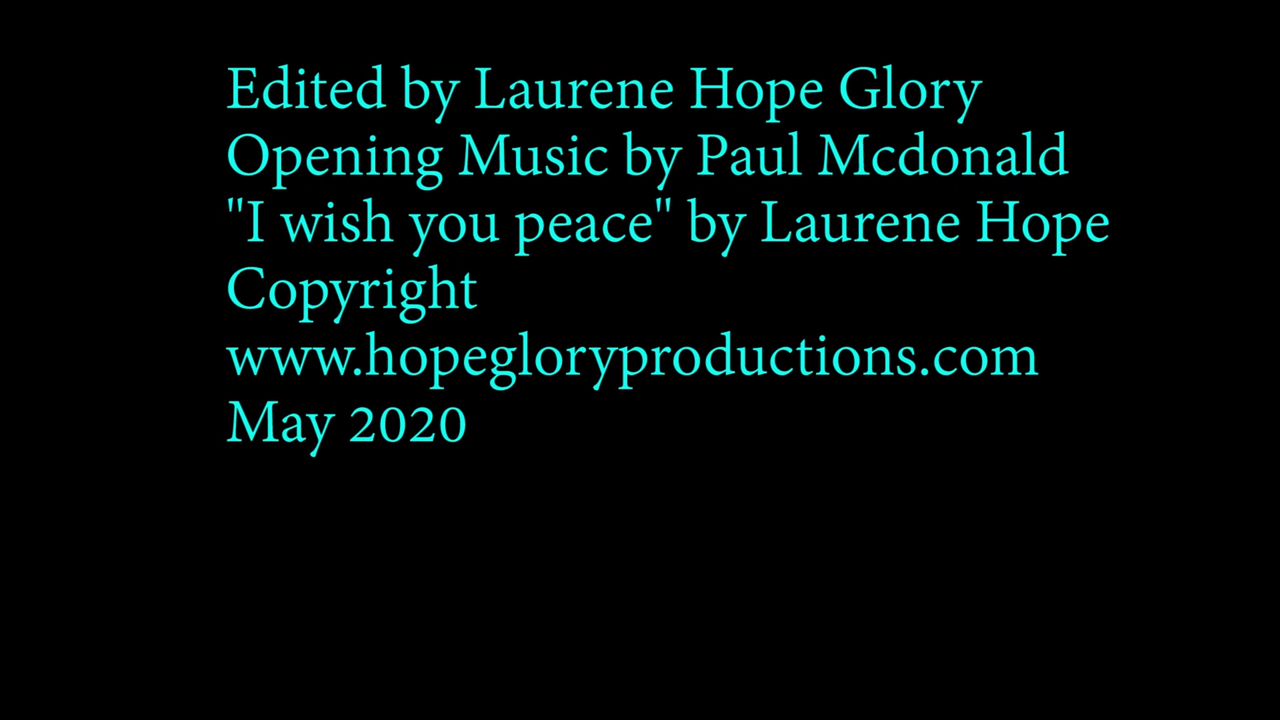 Edited by Laurene Hope Glory
Opening Music by Paul Mcdonald
"I wish you peace" by Laurene Hope
Copyright
www.hopegloryproductions.com
May 2020